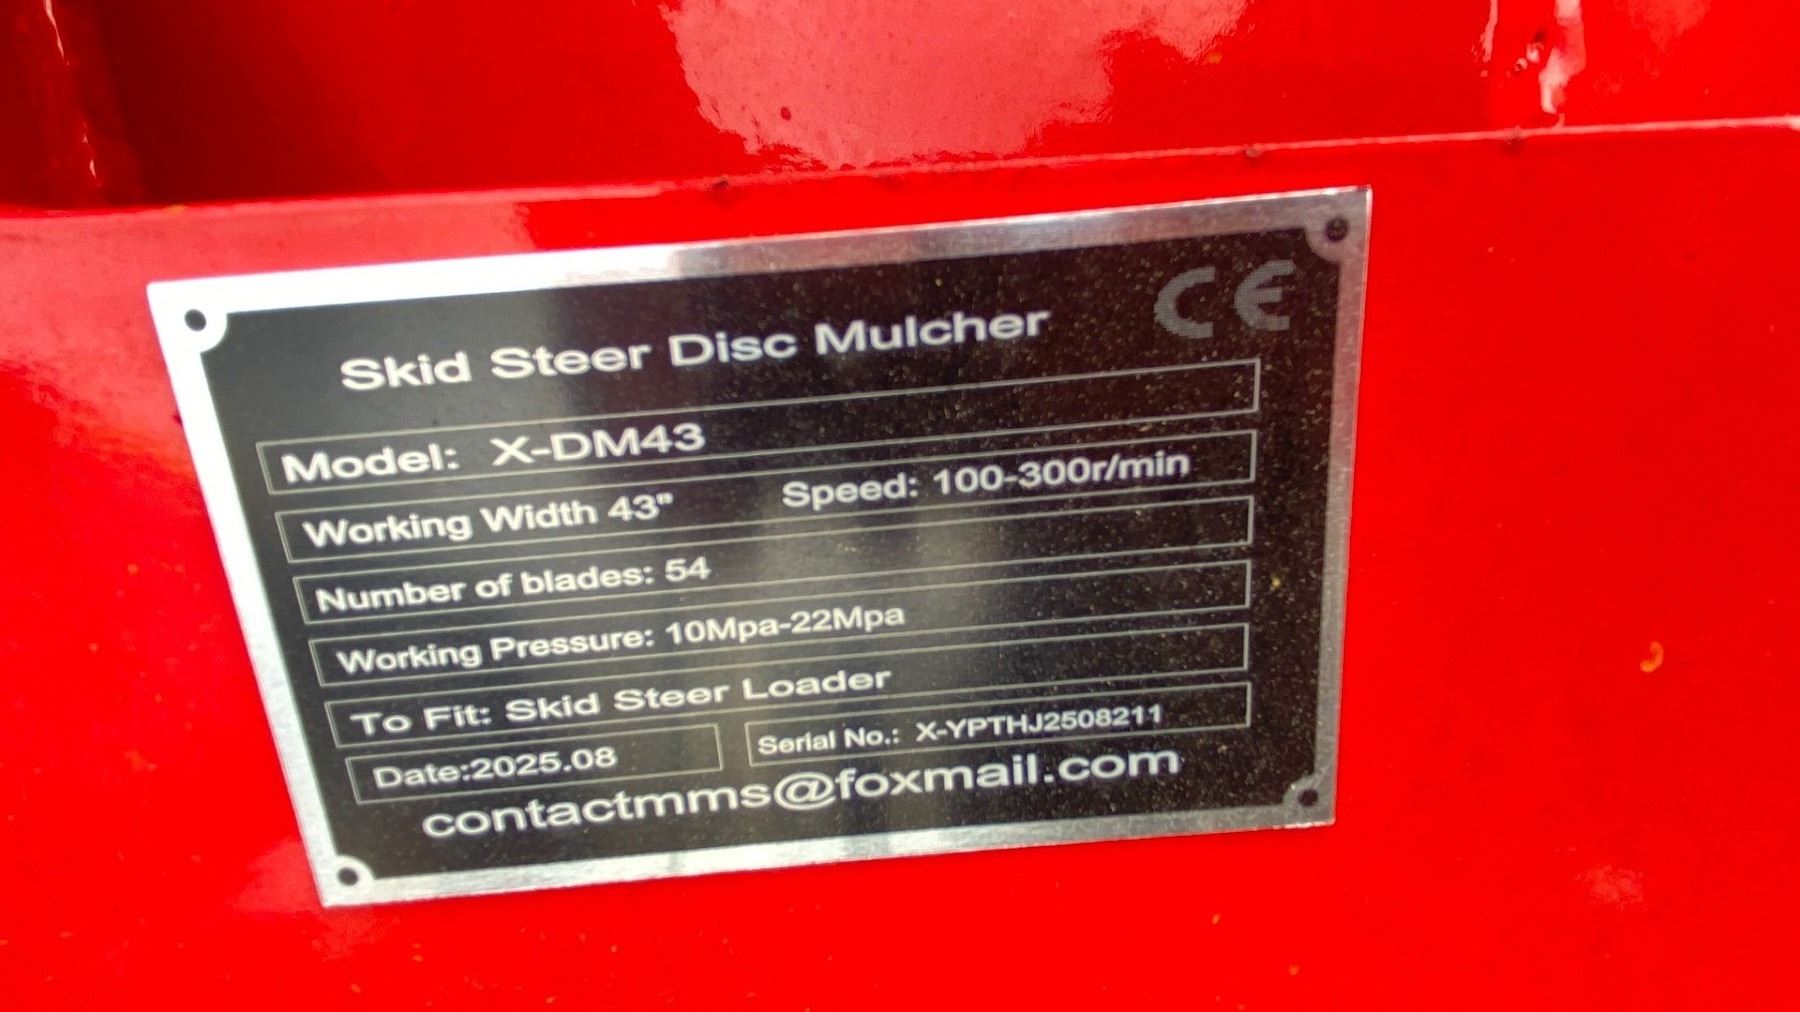 CE
Skid Steer Disc Mulcher
Model: X-DM43
Working Width 43" Speed: 100-300r/min
Number of blades: 54
Working Pressure: 10Mpa-22Mpa
To Fit: Skid Steer Loader
Date:2025.08 Serial No.: X-YPTHJ2508211
contactmms@foxmail.com